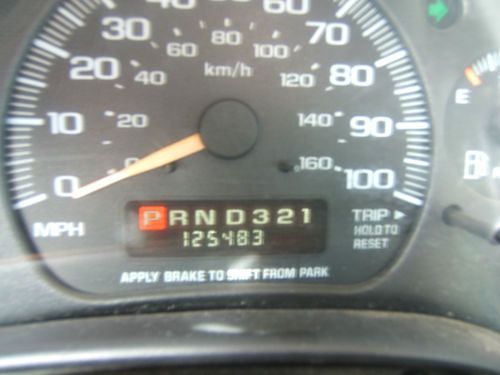 30 60
20 60 80 100 70
40 km/h 120 80
10 20 140 90
0 0 160 100
MPH PRND321 TRIP
125483 HOLD TO
RESET
APPLY BRAKE TO SHIFT FROM PARK
E